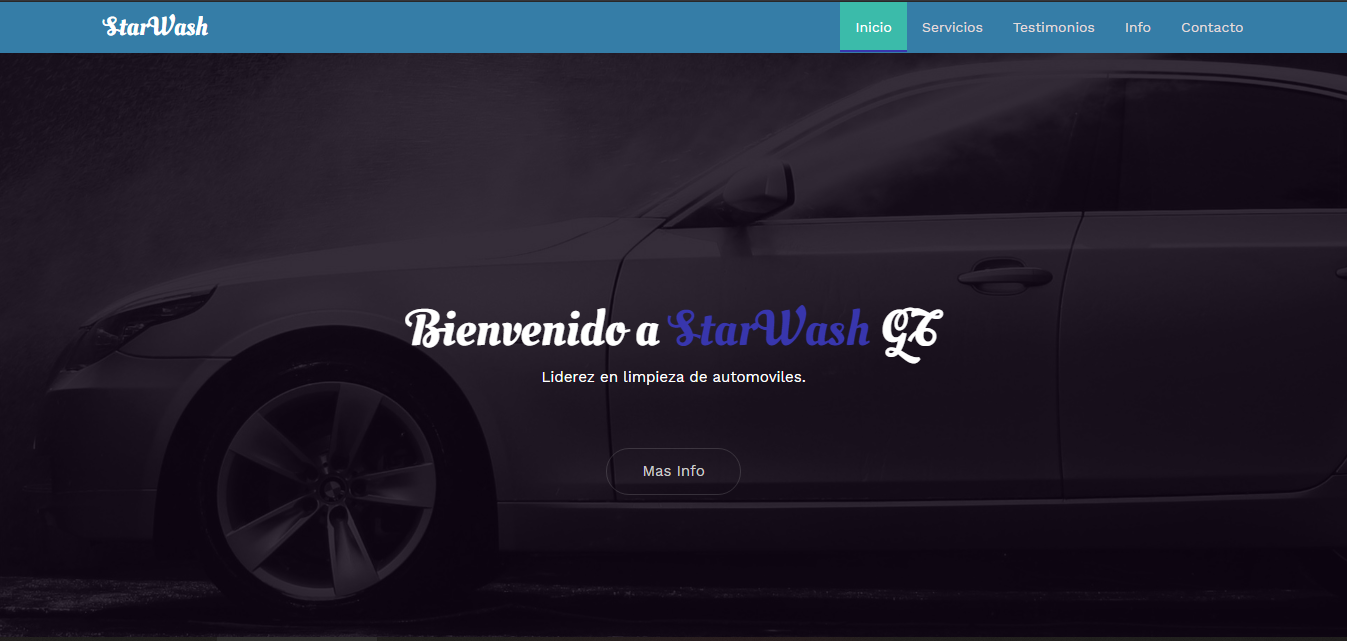 StarWash
Inicio Servicios Testimonios Info Contacto
Bienvenido a StarWash GT
Liderez en limpieza de automoviles.
Mas Info